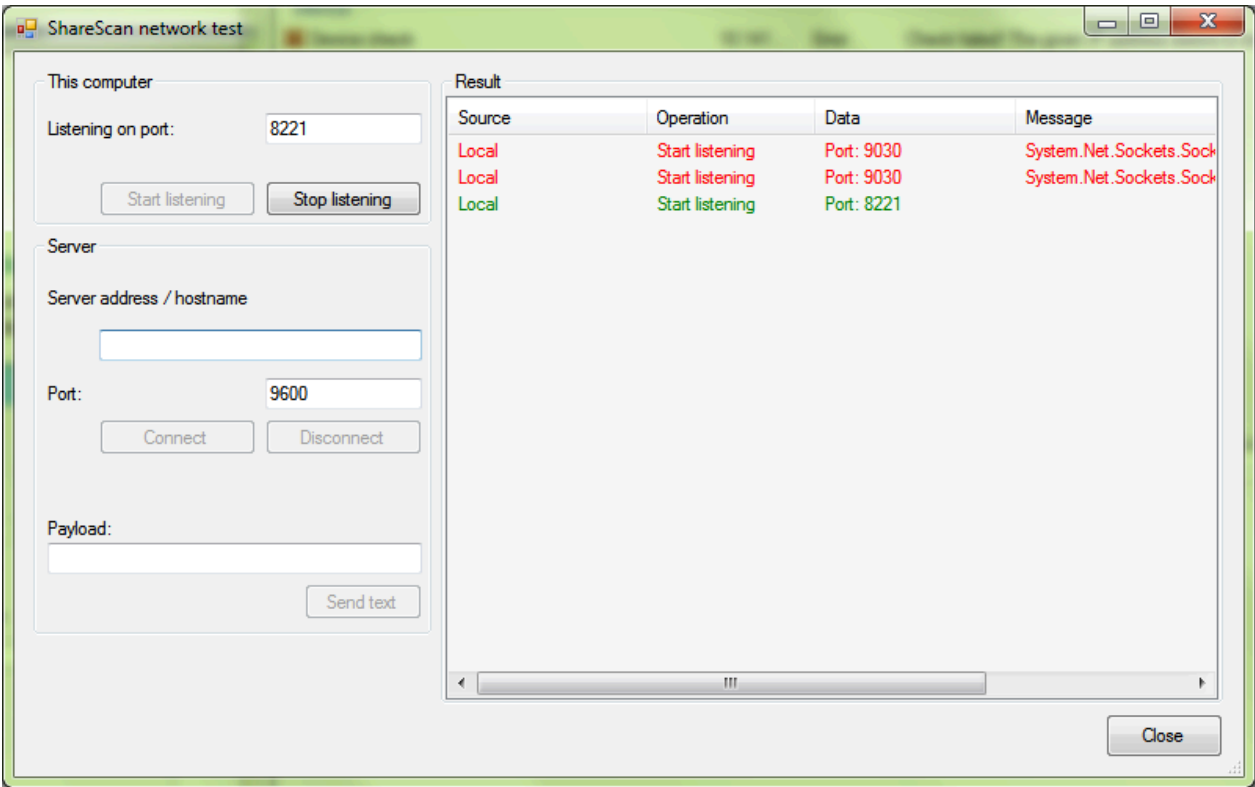 ShareScan network test
This computer
Listening on port:
8221
Start listening
Stop listening
Server
Server address / hostname
Port:
9600
Connect
Disconnect
Payload:
Send text
Result
Source Operation Data Message
Local Start listening Port: 9030 System.Net.Sockets.Sock
Local Start listening Port: 9030 System.Net.Sockets.Sock
Local Start listening Port: 8221
Close